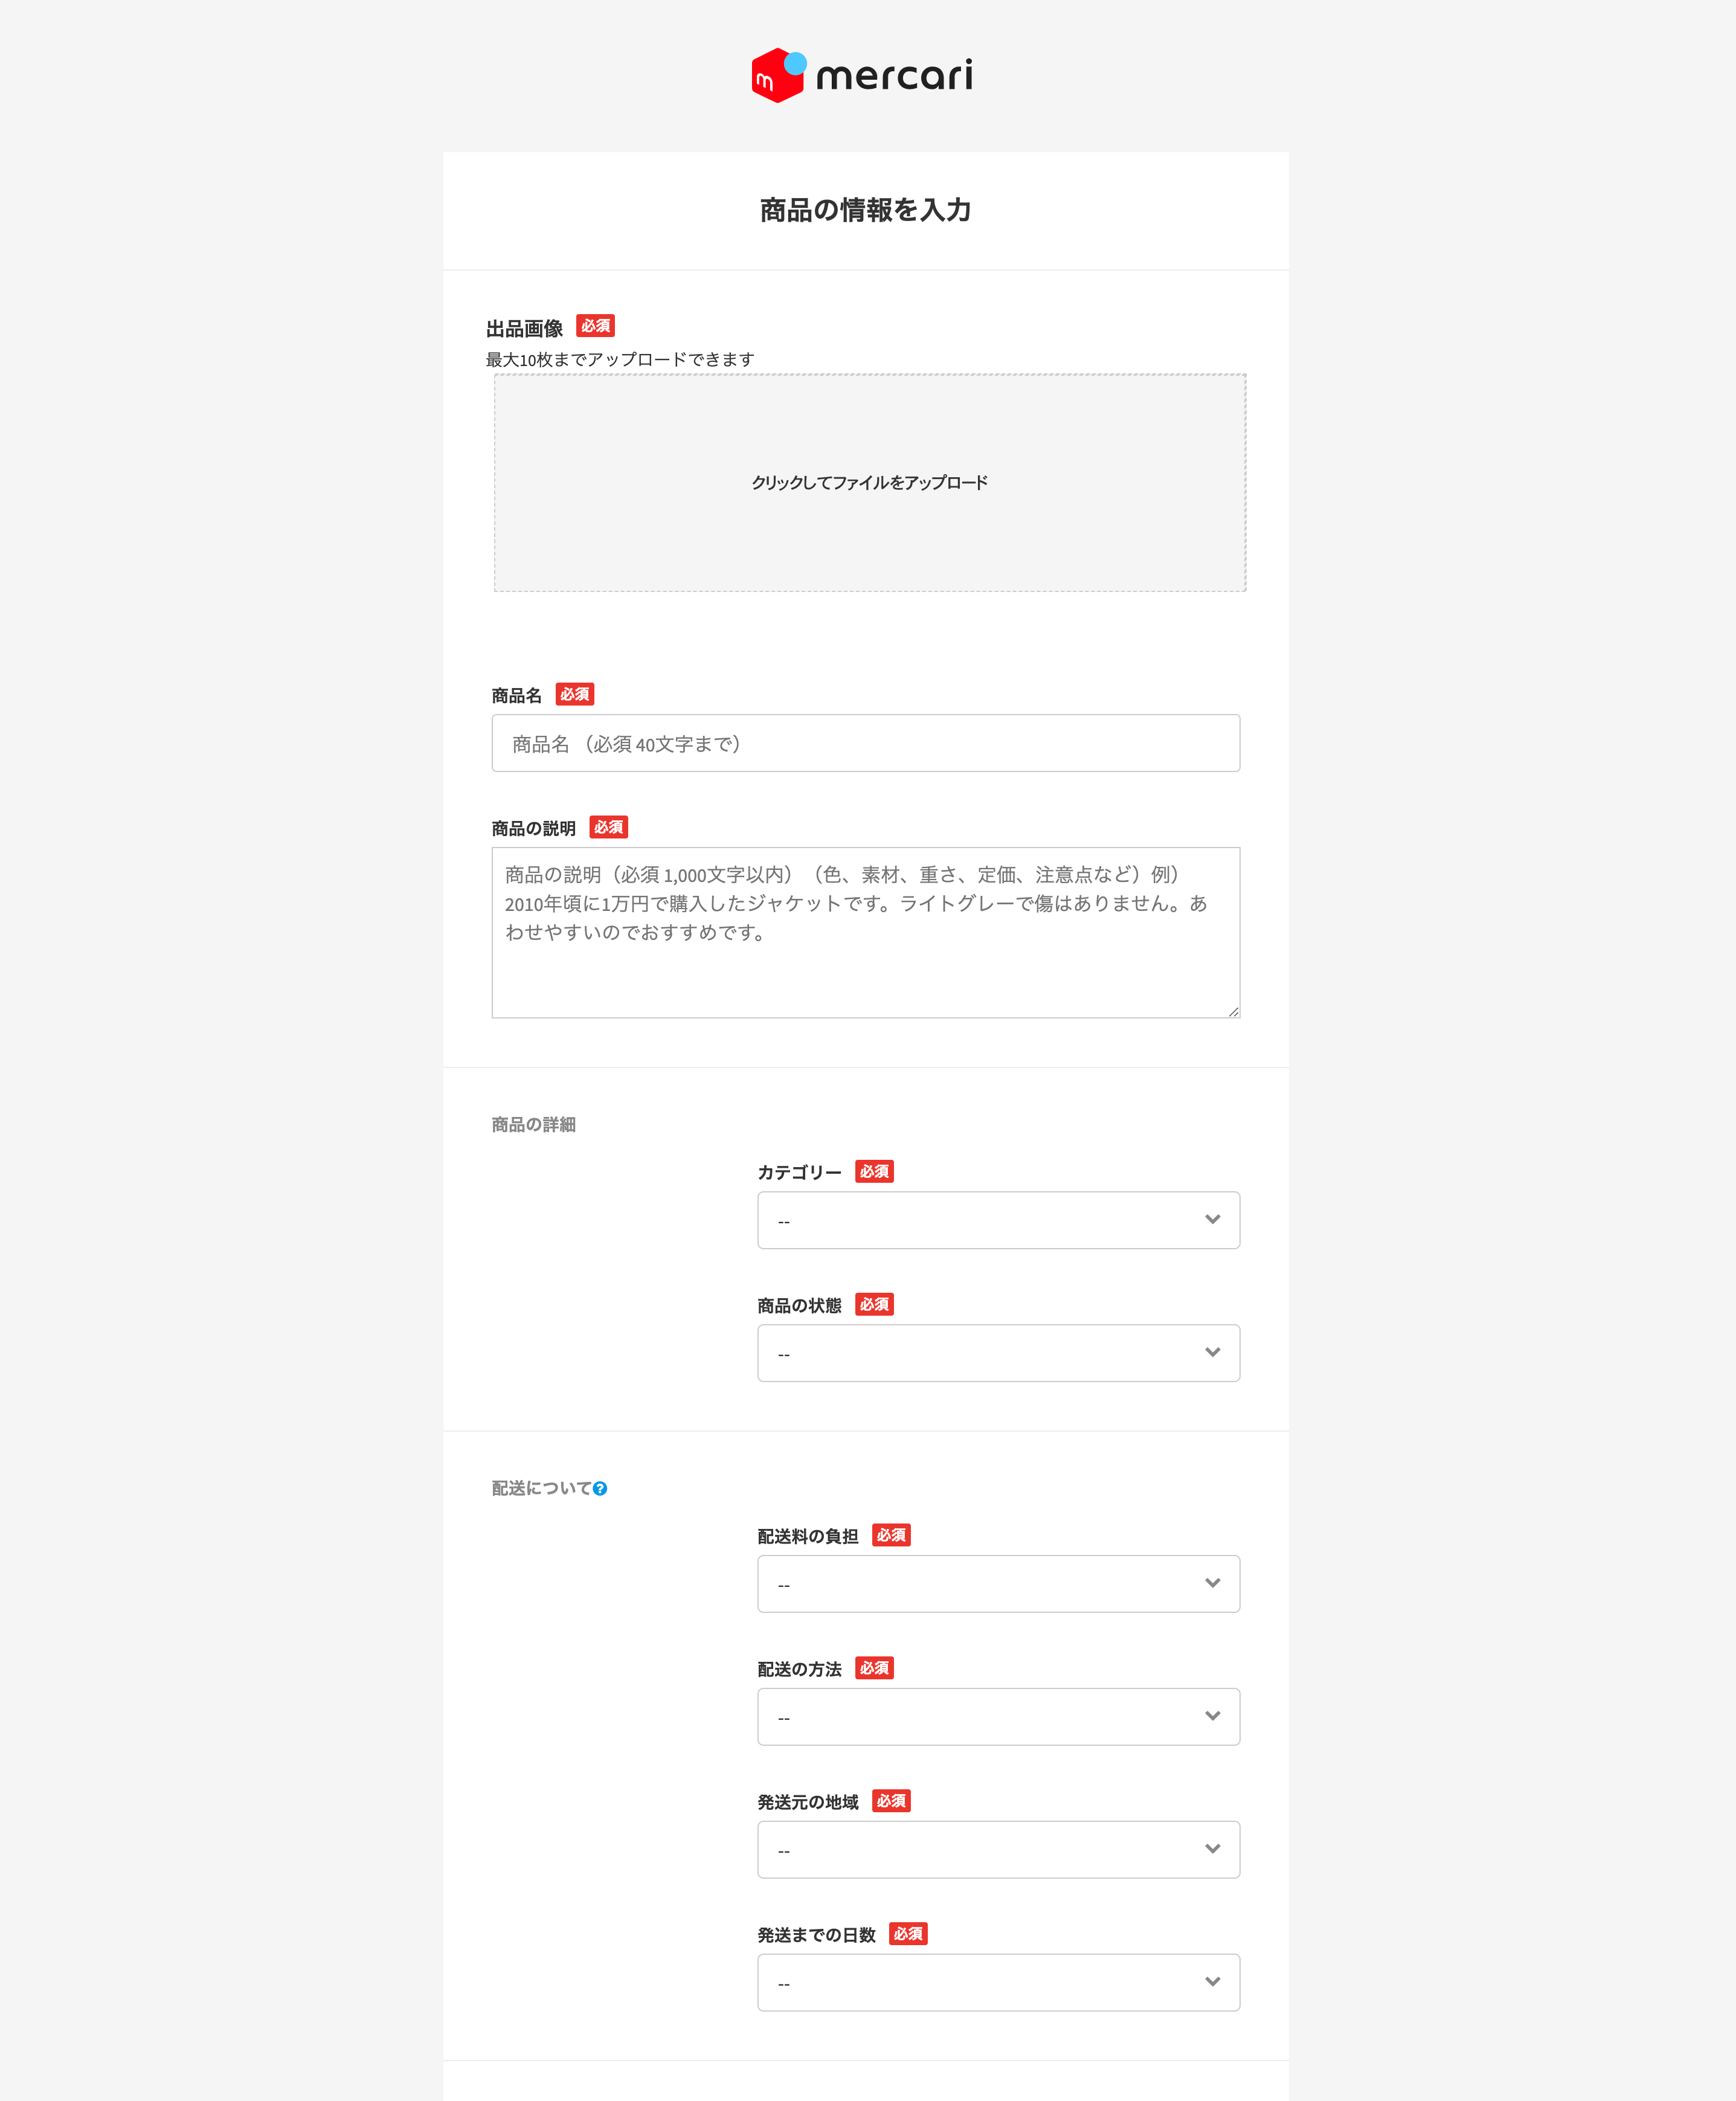 mercari
商品の情報を入力
出品画像 必須
最大10枚までアップロードできます
クリックしてファイルをアップロード
商品名 必須
商品名 （必須 40文字まで）
商品の説明 必須
商品の説明（必須 1,000文字以内）（色、素材、重さ、定価、注意点など）例）
2010年頃に1万円で購入したジャケットです。ライトグレーで傷はありません。あ
わせやすいのでおすすめです。
商品の詳細
カテゴリー 必須
--
商品の状態 必須
--
配送について?
配送料の負担 必須
--
配送の方法 必須
--
発送元の地域 必須
--
発送までの日数 必須
--